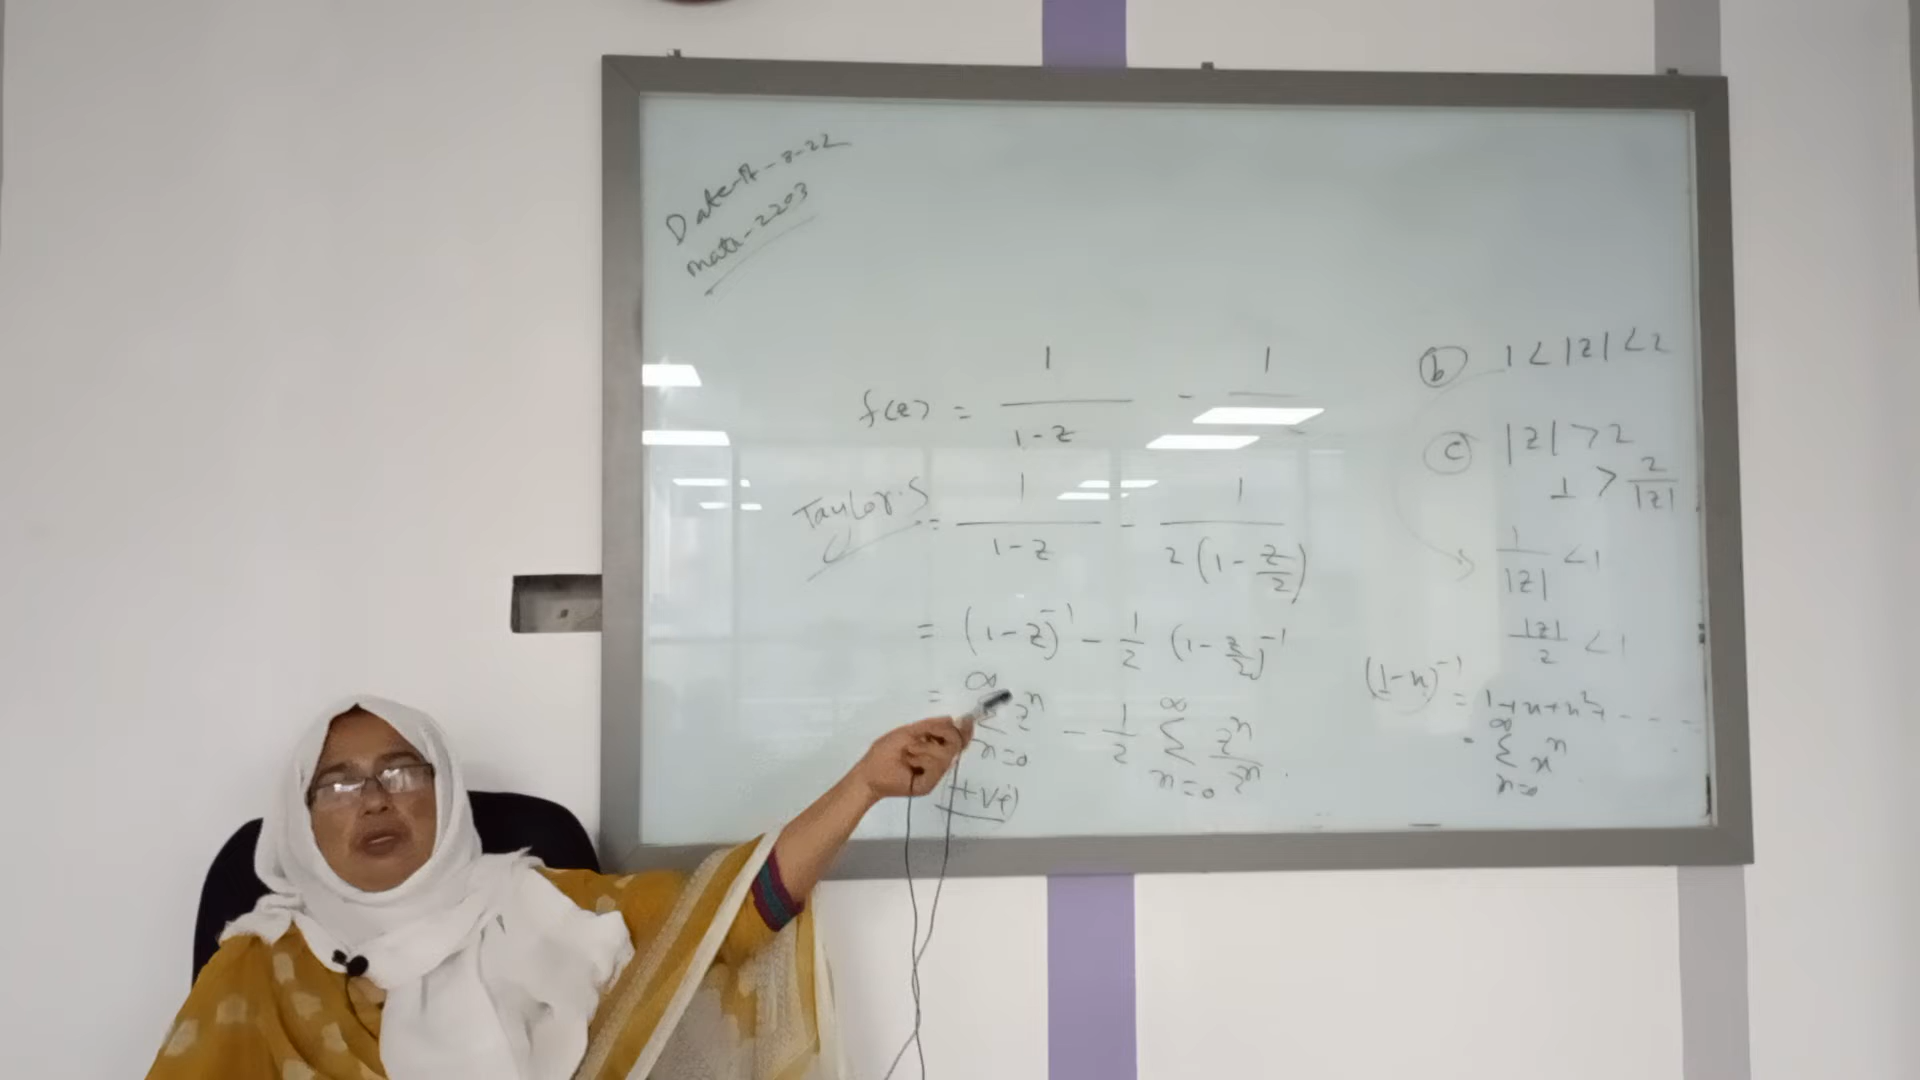 Date-17-8-22
math-2203
f(z) = 1/(1-z) - 1/
Taylor's = 1/(1-z) - 1/(2(1-z/2))
= (1-z)^-1 - 1/2 (1-z/2)^-1
= ∞ Σ n=0 z^n - 1/2 ∞ Σ n=0 z^n/2^n .
+ve
(b) 1 < |z| < 2
(c) |z| > 2
1 > 2/|z|
1/|z| < 1
|z|/2 < 1
(1-x)^-1 = 1+x+x²+ - - - -
= ∞ Σ n=0 x^n .